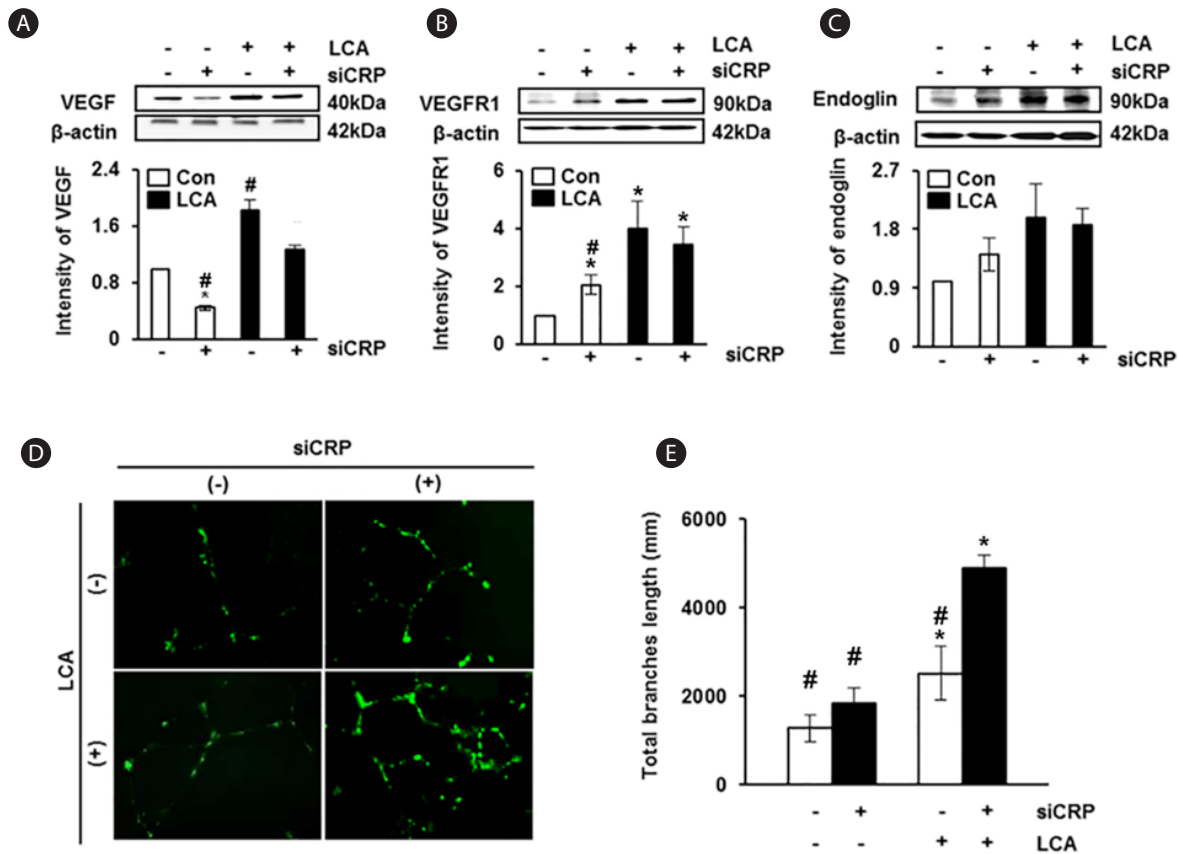 A
- - + + LCA
- + - + siCRP
VEGF 40kDa
β-actin 42kDa
2.4
1.6
0.8
0
Intensity of VEGF
Con
LCA
#
#
*
- + - + siCRP
B
- - + + LCA
- + - + siCRP
VEGFR1 90kDa
β-actin 42kDa
6
4
2
0
Intensity of VEGFR1
Con
LCA
#
*
*
*
- + - + siCRP
C
- - + + LCA
- + - + siCRP
Endoglin 90kDa
β-actin 42kDa
2.7
1.8
0.9
0
Intensity of endoglin
Con
LCA
- + - + siCRP
D
siCRP
(-) (+)
LCA
(-)
(+)
E
6000
4000
2000
0
Total branches length (mm)
#
#
#
*
*
- + - + siCRP
- - + + LCA